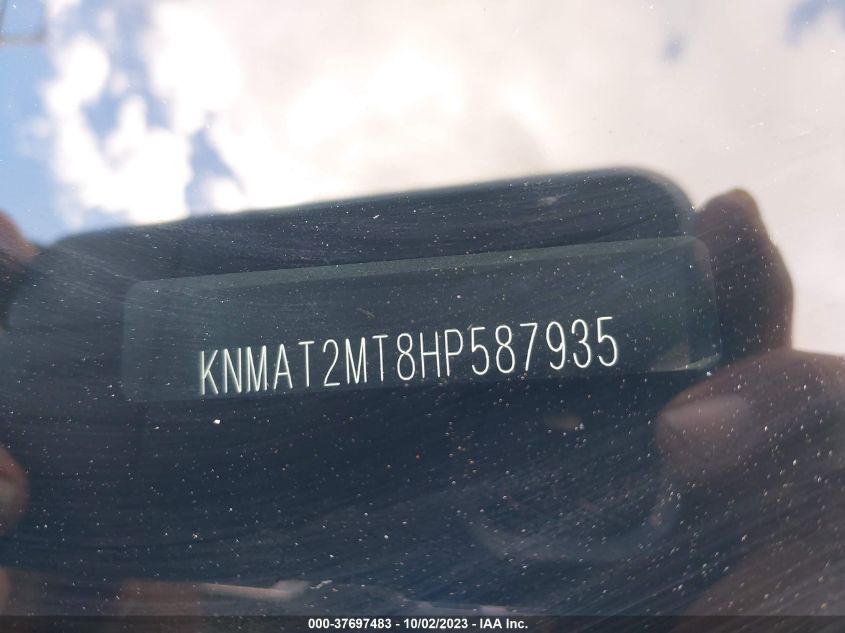 KNMAT2MT8HP587935
000-37697483 - 10/02/2023 - IAA Inc.